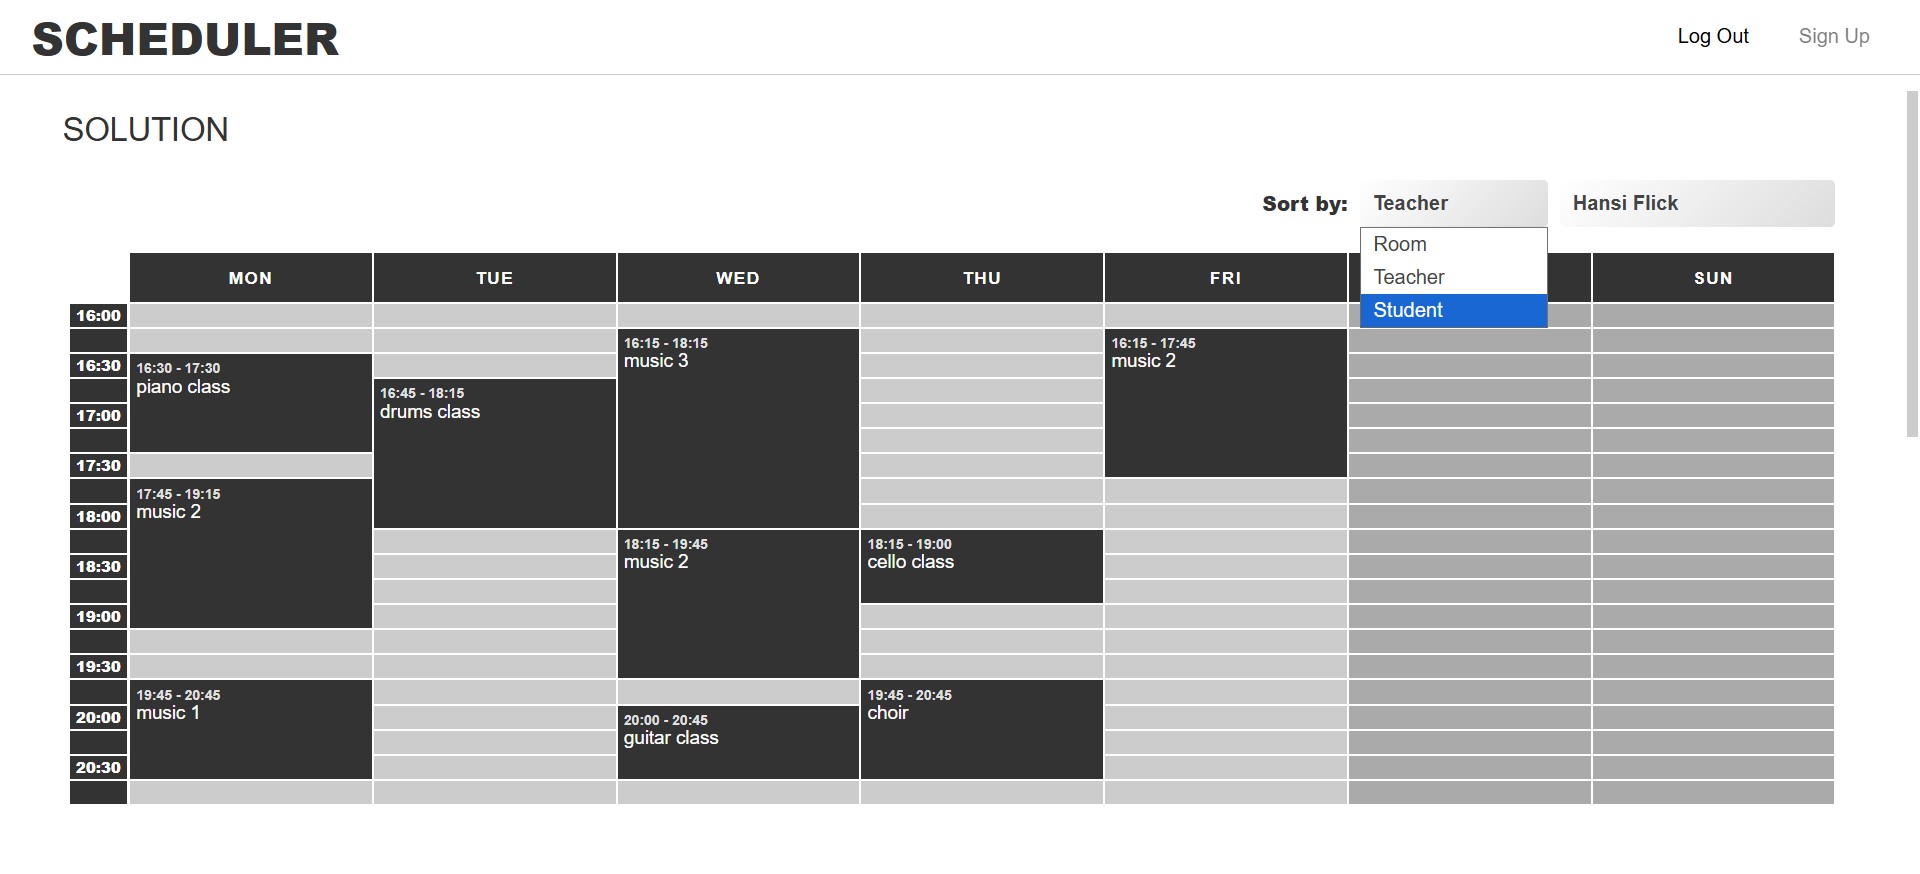 SCHEDULER
Log Out
Sign Up
SOLUTION
Sort by:
Teacher
Hansi Flick
Room
Teacher
Student
MON
TUE
WED
THU
FRI
SUN
16:00
16:30
17:00
17:30
18:00
18:30
19:00
19:30
20:00
20:30
16:30 - 17:30
piano class
17:45 - 19:15
music 2
19:45 - 20:45
music 1
16:45 - 18:15
drums class
16:15 - 18:15
music 3
18:15 - 19:45
music 2
20:00 - 20:45
guitar class
18:15 - 19:00
cello class
19:45 - 20:45
choir
16:15 - 17:45
music 2